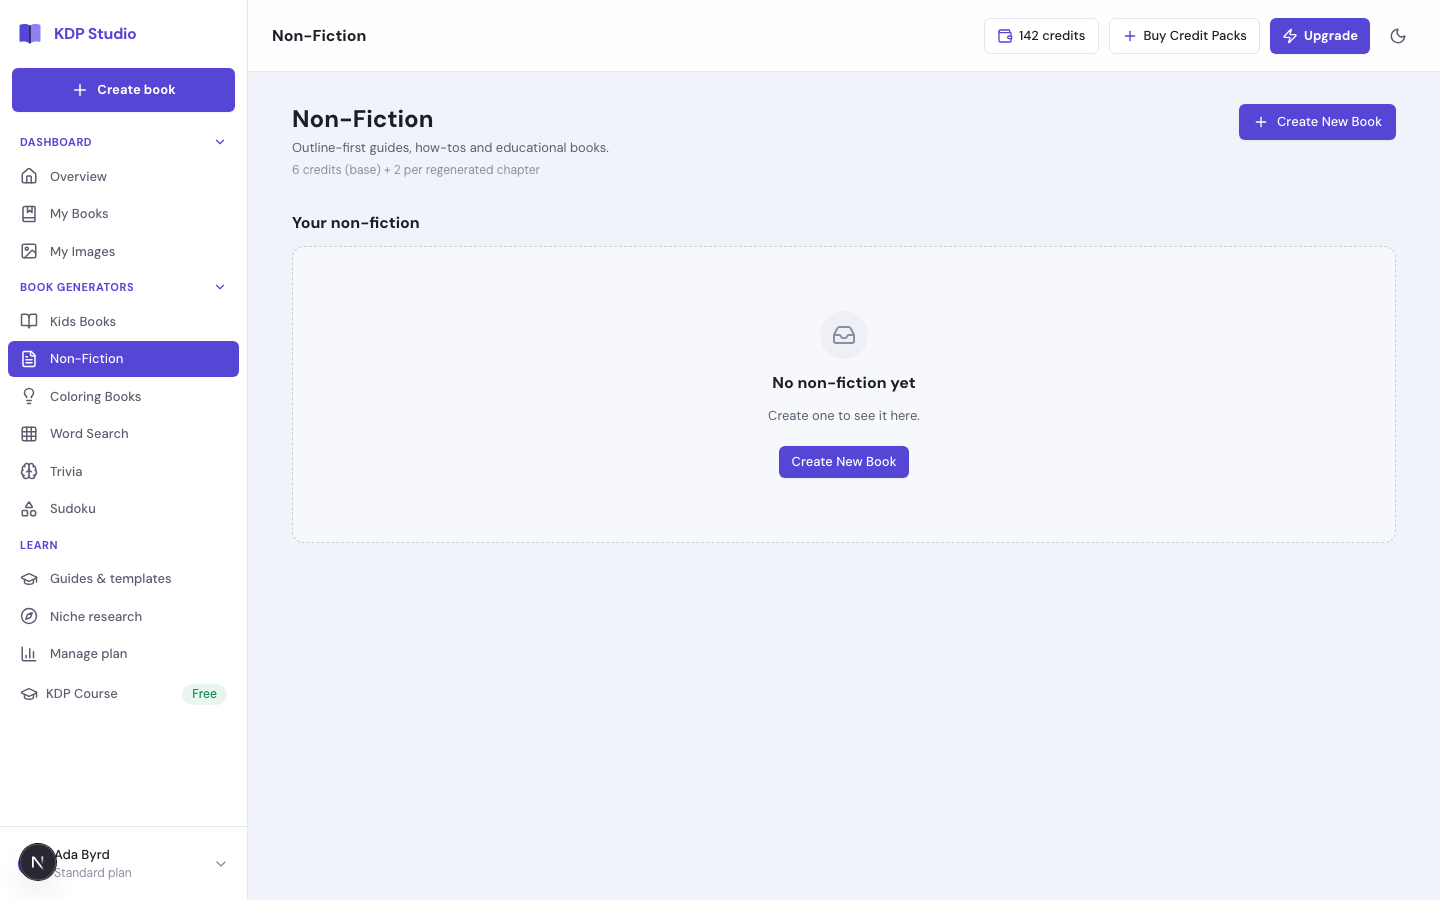 KDP Studio
Create book
DASHBOARD
Overview
My Books
My Images
BOOK GENERATORS
Kids Books
Non-Fiction
Coloring Books
Word Search
Trivia
Sudoku
LEARN
Guides & templates
Niche research
Manage plan
KDP Course
Free
N
Ada Byrd
Standard plan
Non-Fiction
142 credits
Buy Credit Packs
Upgrade
Non-Fiction
Outline-first guides, how-tos and educational books.
6 credits (base) + 2 per regenerated chapter
Create New Book
Your non-fiction
No non-fiction yet
Create one to see it here.
Create New Book